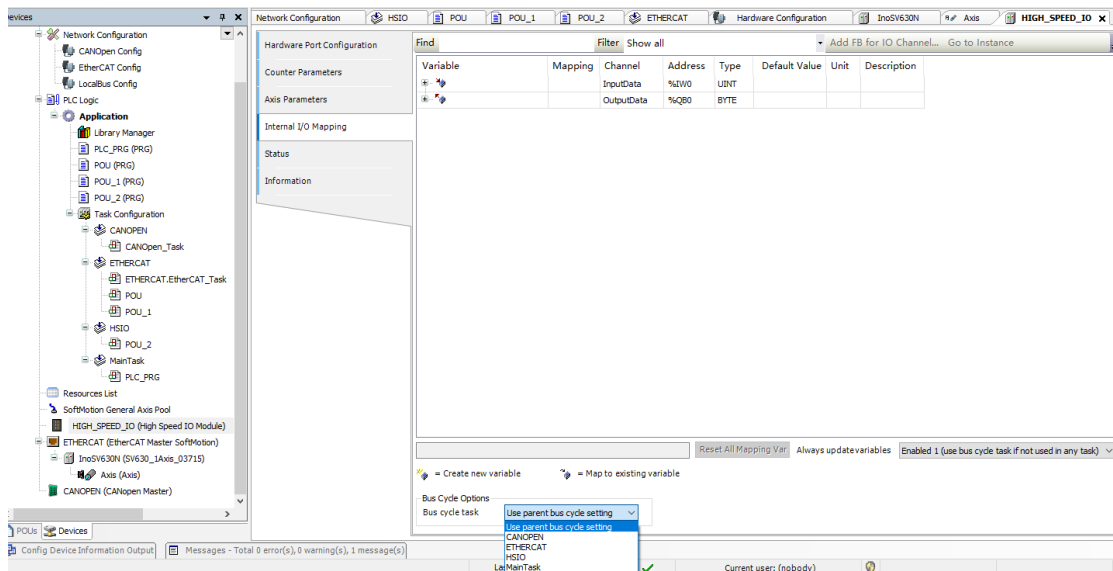 evices
Network Configuration
HSIO
POU
POU_1
POU_2
ETHERCAT
Hardware Configuration
InoSV630N
Axis
HIGH_SPEED_IO
Network Configuration
CANOpen Config
EtherCAT Config
LocalBus Config
PLC Logic
Application
Library Manager
PLC_PRG (PRG)
POU (PRG)
POU_1 (PRG)
POU_2 (PRG)
Task Configuration
CANOPEN
CANOpen_Task
ETHERCAT
ETHERCAT.EtherCAT_Task
POU
POU_1
HSIO
POU_2
MainTask
PLC_PRG
Resources List
SoftMotion General Axis Pool
HIGH_SPEED_IO (High Speed IO Module)
ETHERCAT (EtherCAT Master SoftMotion)
InoSV630N (SV630_1Axis_03715)
Axis (Axis)
CANOPEN (CANopen Master)
POUs Devices
Hardware Port Configuration
Counter Parameters
Axis Parameters
Internal I/O Mapping
Status
Information
Find Filter Show all Add FB for IO Channel... Go to Instance
Variable Mapping Channel Address Type Default Value Unit Description
InputData %IW0 UINT
OutputData %QB0 BYTE
Reset All Mapping Var Always updatevariables Enabled 1 (use bus cycle task if not used in any task)
= Create new variable = Map to existing variable
Bus Cycle Options
Bus cycle task Use parent bus cycle setting
Use parent bus cycle setting
CANOPEN
ETHERCAT
HSIO
MainTask
Config Device Information Output Messages - Total 0 error(s),0 warning(s), 1 message(s)
La Current user: (nobody)